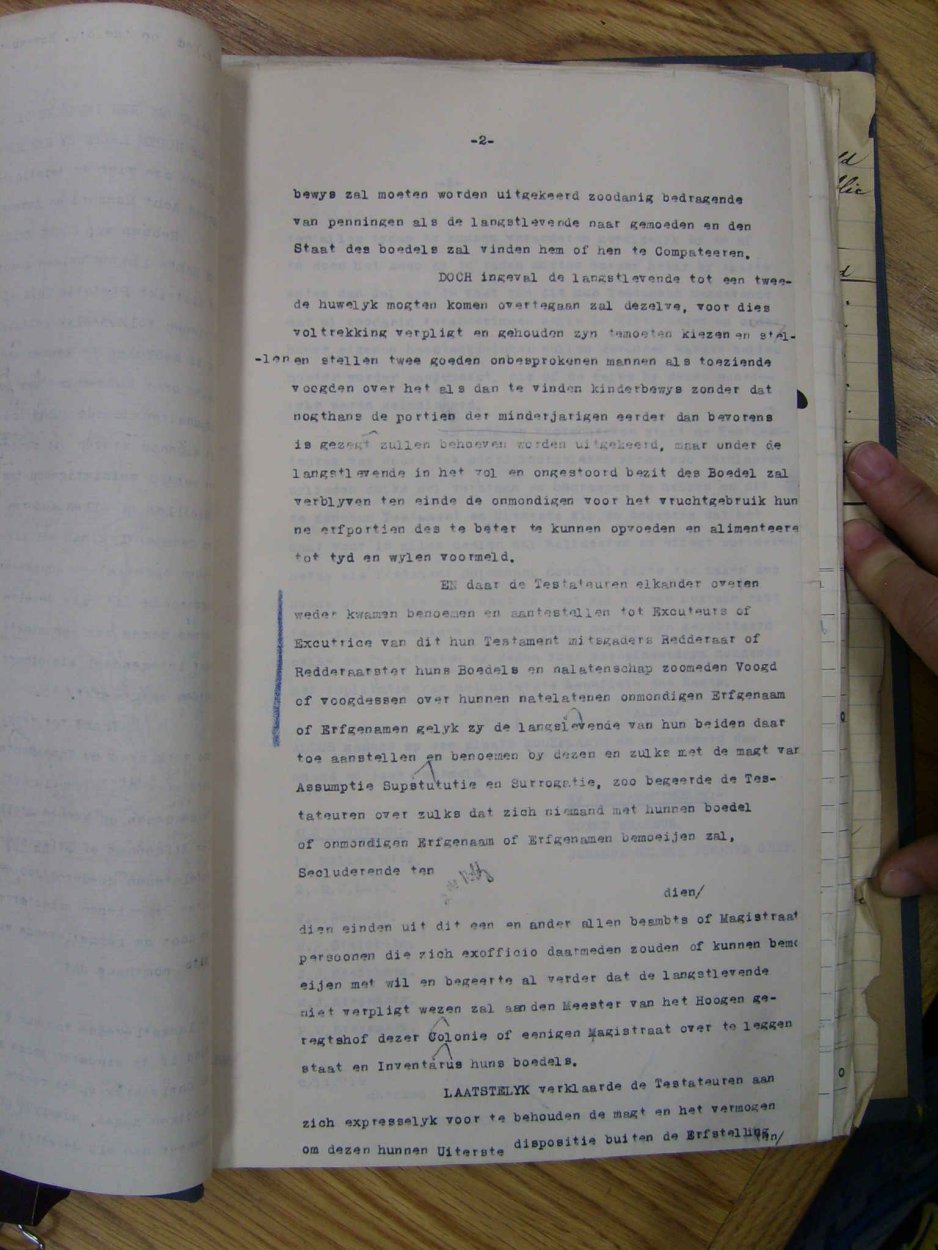 -2-
bewys zal moeten worden uitgekeerd zoodanig bedragende
van penningen als de langstlevende naar gemoeden en den
Staat des boedels zal vinden hem of hen te Compateeren.
DOCH ingeval de langstlevende tot een twee-
de huwelyk mogten komen overtegaan zal dezelve, voor dies
voltrekking verpligt en gehouden zyn temoeten kiezen en stel-
-len en stellen twee goeden onbesprokenen mannen als toeziende
voogden over het als dan te vinden kinderbewys zonder dat
nogthans de portien der minderjarigen eerder dan bevorens
is gezegt zullen behoeven worden uitgekeerd, maar onder de
langstlevende in het vol en ongestoord bezit des Boedel zal
verblyven ten einde de onmondigen voor het vruchtgebruik hun
ne erfportien des te beter te kunnen opvoeden en alimenteere
tot tyd en wylen voormeld.
EN daar de Testateuren elkander overen
weder kwamen benoemen en aantestellen tot Excuteurs of
Excuttice van dit hun Testament mitsgaders Redderaar of
Redderaarster huns Boedels en nalatenschap zoomeden Voogd
of voogdessen over hunnen natelatenen onmondigen Erfgenaam
of Erfgenamen gelyk zy de langslevende van hun beiden daar
toe aanstellen en benoemen by dezen en zulks met de magt var
Assumptie Supstututie en Surrogatie, zoo begeerde de Tes-
tateuren over zulks dat zich niemand met hunnen boedel
of onmondigen Erfgenaam of Erfgenamen bemoeijen zal,
Secluderende ten
dien/
dien einden uit dit een en ander allen beambts of Magistraat
persoonen die zich exofficio daarmeden zouden of kunnen bemo
eijen met wil en begeerte al verder dat de langstlevende
niet verpligt wezen zal aan den Meester van het Hoogen ge-
regtshof dezer Colonie of eenigen Magistraat over te leggen
staat en Inventarus huns boedels.
LAATSTELYK verklaarde de Testateuren aan
zich expresselyk voor te behouden de magt en het vermogen
om dezen hunnen Uiterste dispositie buiten de Erfstelling
en/